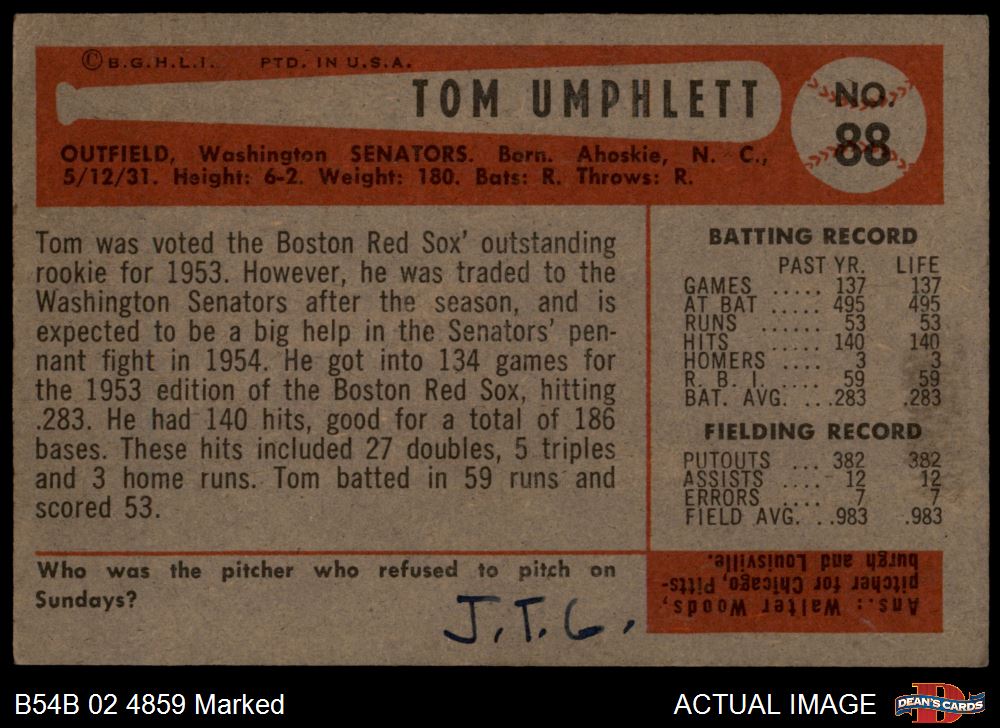 ©B.G.H.L.I. PTD. IN U.S.A.
TOM UMPHLETT
NO.
88
OUTFIELD, Washington SENATORS. Born. Ahoskie, N. C.,
5/12/31. Height: 6-2. Weight: 180. Bats: R. Throws: R.
Tom was voted the Boston Red Sox' outstanding
rookie for 1953. However, he was traded to the
Washington Senators after the season, and is
expected to be a big help in the Senators' pen-
nant fight in 1954. He got into 134 games for
the 1953 edition of the Boston Red Sox, hitting
.283. He had 140 hits, good for a total of 186
bases. These hits included 27 doubles, 5 triples
and 3 home runs. Tom batted in 59 runs and
scored 53.
BATTING RECORD
PAST YR. LIFE
GAMES ..... 137 137
AT BAT ..... 495 495
RUNS ...... 53 53
HITS ..... 140 140
HOMERS .... 3 3
R. B. I. .... 59 59
BAT. AVG. ... .283 .283
FIELDING RECORD
PUTOUTS ... 382 382
ASSISTS .... 12 12
ERRORS .... 7 7
FIELD AVG. ..983 .983
Who was the pitcher who refused to pitch on
Sundays?
Ans.: Walter Woods,
pitcher for Chicago, Pitts-
burgh and Louisville.
J.T.G.
B54B 02 4859 Marked
ACTUAL IMAGE
D
DEAN'S CARDS